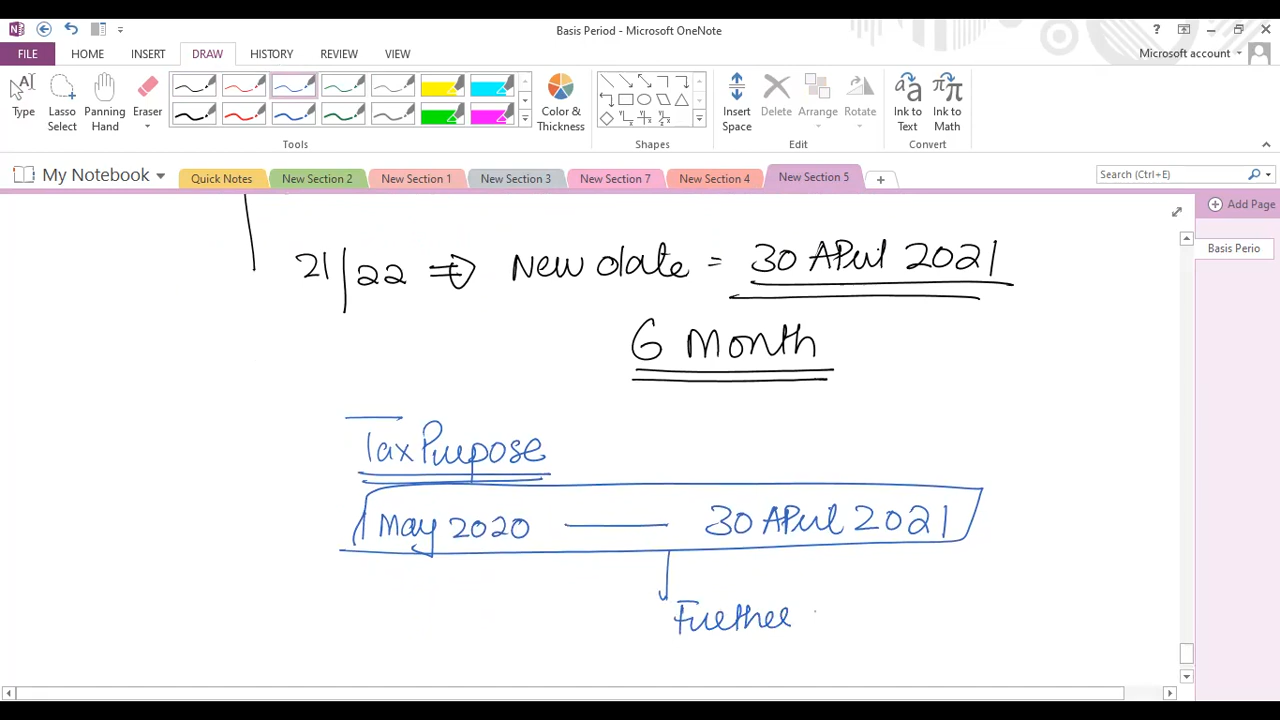 Basis Period - Microsoft OneNote
FILE HOME INSERT DRAW HISTORY REVIEW VIEW Microsoft account
Type Lasso Select Panning Hand Eraser Color & Thickness Insert Space Delete Arrange Rotate Ink to Text Ink to Math
Tools Shapes Edit Convert
My Notebook Quick Notes New Section 2 New Section 1 New Section 3 New Section 7 New Section 4 New Section 5 Search (Ctrl+E)
Add Page
Basis Perio
21/22 ⇒ New date = 30 APril 2021
6 Month
Tax Purpose
1 May 2020 — 30 APril 2021
Further